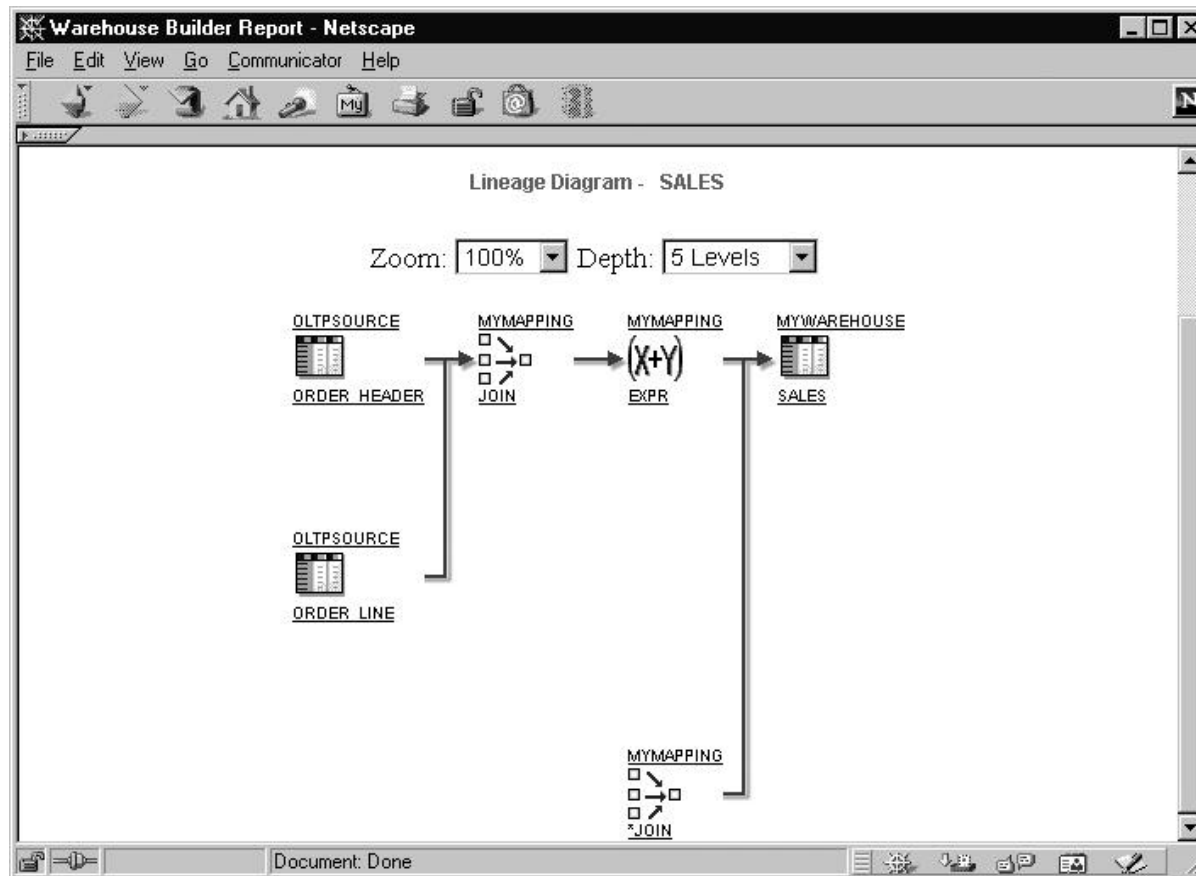 Warehouse Builder Report - Netscape
File Edit View Go Communicator Help
My
N
Lineage Diagram - SALES
Zoom: 100% Depth: 5 Levels
OLTPSOURCE MYMAPPING MYMAPPING MYWAREHOUSE
(X+Y)
ORDER_HEADER JOIN EXPR SALES
OLTPSOURCE
ORDER_LINE
MYMAPPING
*JOIN
Document: Done